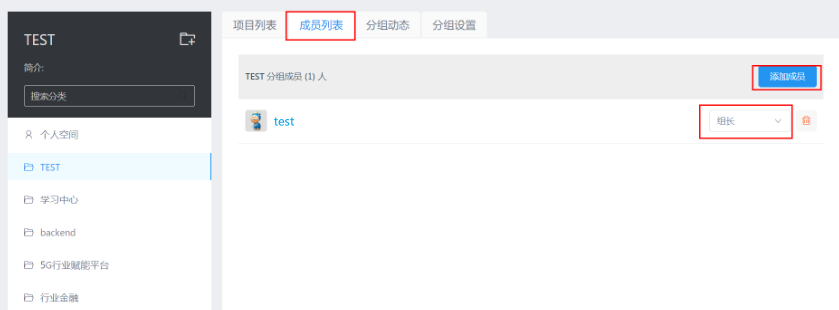 TEST
简介:
搜索分类
个人空间
TEST
学习中心
backend
5G行业赋能平台
行业金融
项目列表 成员列表 分组动态 分组设置
TEST 分组成员 (1) 人 添加成员
test 组长